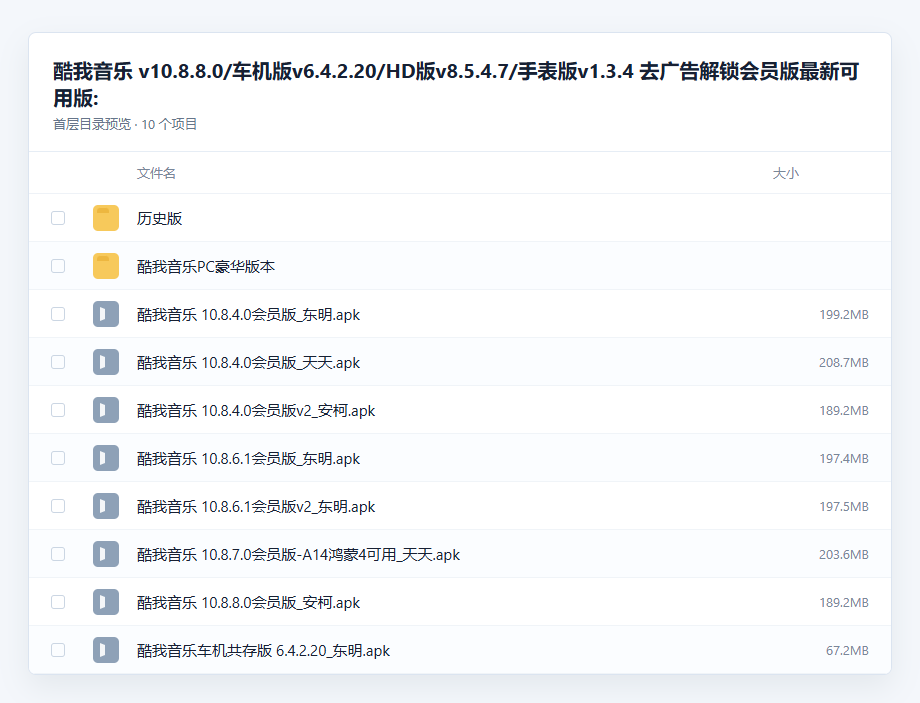 酷我音乐 v10.8.8.0/车机版v6.4.2.20/HD版v8.5.4.7/手表版v1.3.4 去广告解锁会员版最新可
用版:
首层目录预览 · 10 个项目
文件名 大小
历史版
酷我音乐PC豪华版本
酷我音乐 10.8.4.0会员版_东明.apk 199.2MB
酷我音乐 10.8.4.0会员版_天天.apk 208.7MB
酷我音乐 10.8.4.0会员版v2_安柯.apk 189.2MB
酷我音乐 10.8.6.1会员版_东明.apk 197.4MB
酷我音乐 10.8.6.1会员版v2_东明.apk 197.5MB
酷我音乐 10.8.7.0会员版-A14鸿蒙4可用_天天.apk 203.6MB
酷我音乐 10.8.8.0会员版_安柯.apk 189.2MB
酷我音乐车机共存版 6.4.2.20_东明.apk 67.2MB